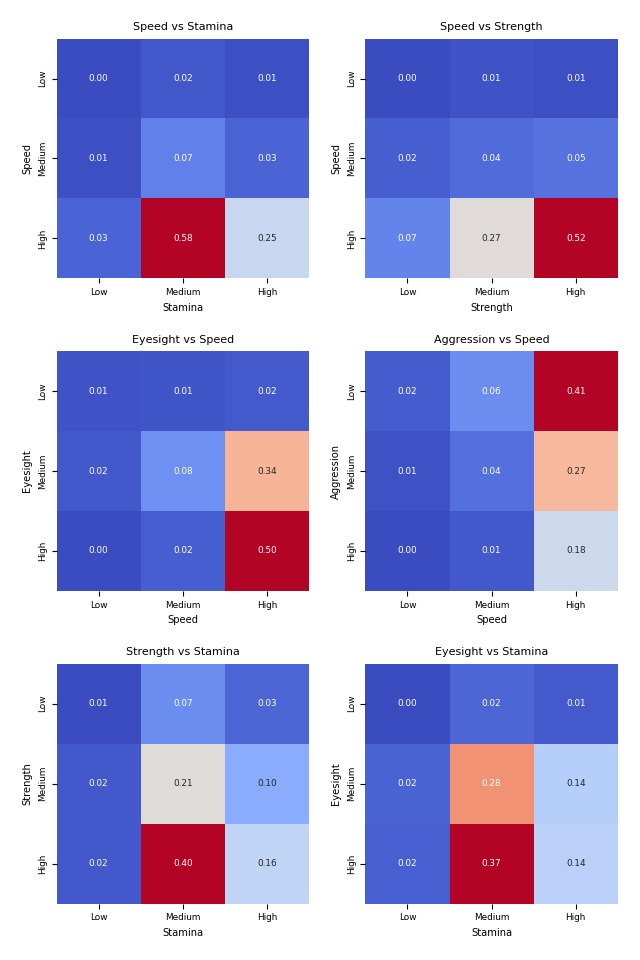 Speed vs Stamina
Speed
Low 0.00 0.02 0.01
Medium 0.01 0.07 0.03
High 0.03 0.58 0.25
Low Medium High
Stamina
Speed vs Strength
Speed
Low 0.00 0.01 0.01
Medium 0.02 0.04 0.05
High 0.07 0.27 0.52
Low Medium High
Strength
Eyesight vs Speed
Eyesight
Low 0.01 0.01 0.02
Medium 0.02 0.08 0.34
High 0.00 0.02 0.50
Low Medium High
Speed
Aggression vs Speed
Aggression
Low 0.02 0.06 0.41
Medium 0.01 0.04 0.27
High 0.00 0.01 0.18
Low Medium High
Speed
Strength vs Stamina
Strength
Low 0.01 0.07 0.03
Medium 0.02 0.21 0.10
High 0.02 0.40 0.16
Low Medium High
Stamina
Eyesight vs Stamina
Eyesight
Low 0.00 0.02 0.01
Medium 0.02 0.28 0.14
High 0.02 0.37 0.14
Low Medium High
Stamina